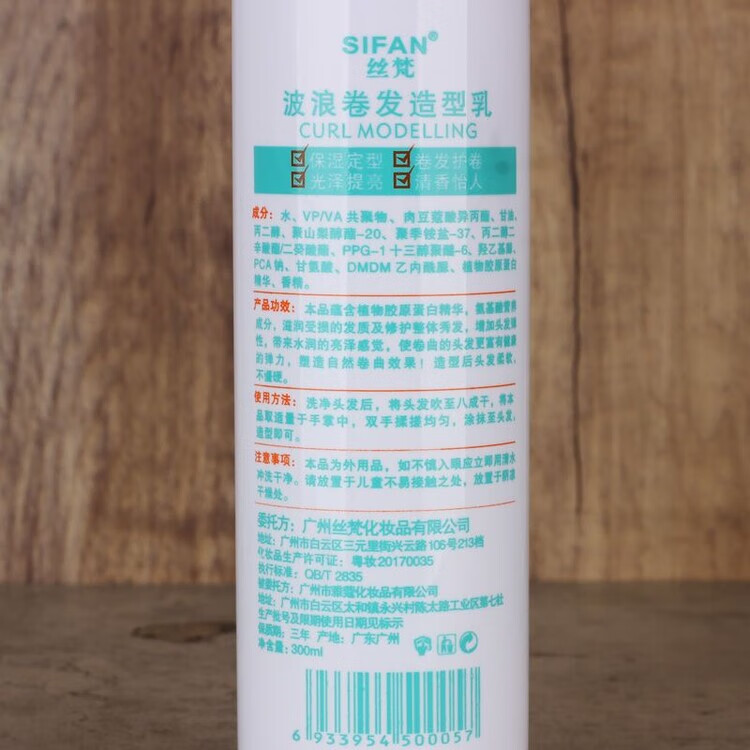 SIFAN®
丝梵
波浪卷发造型乳
CURL MODELLING
保湿定型 卷发护卷
光泽提亮 清香怡人
成分：水、VP/VA 共聚物、肉豆蔻酸异丙酯、甘油、
丙二醇、聚山梨醇酯-20、聚季铵盐-37、丙二醇二
辛酸酯/二癸酸酯、PPG-1 十三醇聚醚-6、羟乙基脲、
PCA 钠、甘氨酸、DMDM 乙内酰脲、植物胶原蛋白
精华、香精。
产品功效：本品蕴含植物胶原蛋白精华，氨基酸营养
成分，滋润受损的发质及修护整体秀发，增加头发弹
性，带来水润的亮泽感觉，使卷曲的头发更富有健康
的弹力，塑造自然卷曲效果！造型后头发柔软，
不僵硬。
使用方法：洗净头发后，将头发吹至八成干，将本
品取适量于手掌中，双手揉搓均匀，涂抹至头发，
造型即可。
注意事项：本品为外用品，如不慎入眼应立即用清水
冲洗干净。请放置于儿童不易接触之处，放置于阴凉
干燥处。
委托方：广州丝梵化妆品有限公司
地址：广州市白云区三元里街兴云路106号213档
化妆品生产许可证：粤妆20170035
执行标准：QB/T 2835
被委托方：广州市蔻化妆品有限公司
地址：广州市白云区太和镇永兴村陈太路工业区第七社
生产批号及限期使用日期见标示
保质期：三年 产地：广东广州
净含量：300ml
6 933954 500057